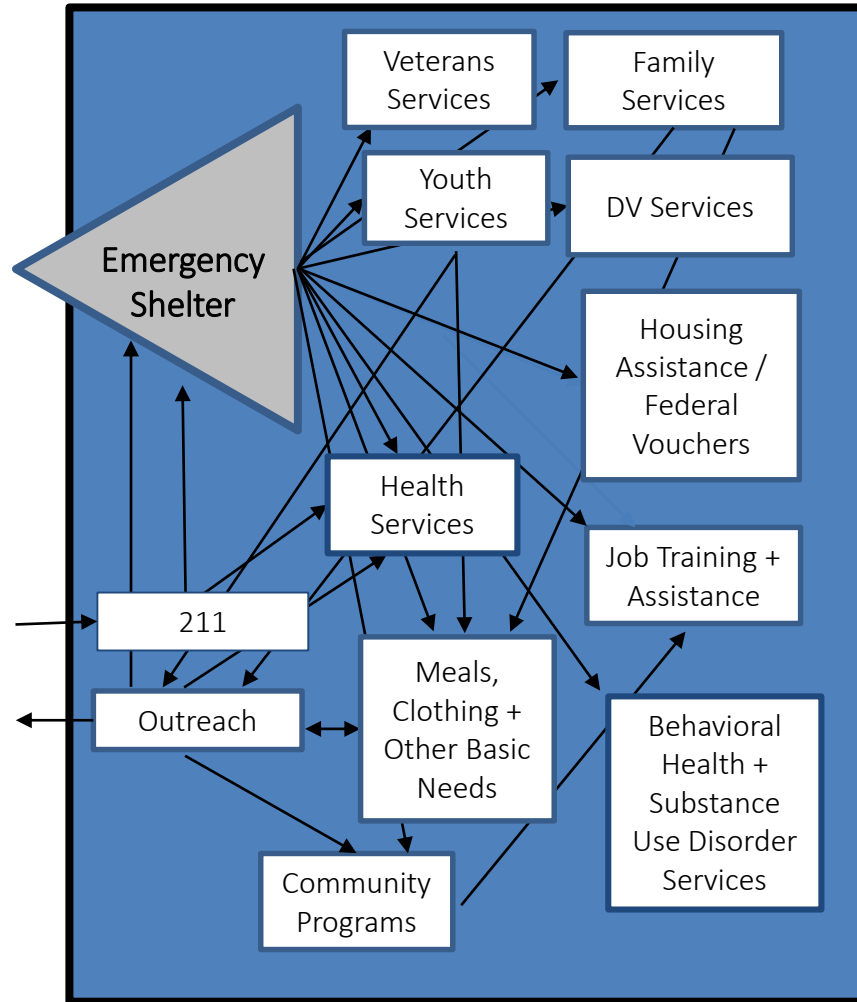 Veterans
Services
Family
Services
Youth
Services
DV Services
Emergency
Shelter
Housing
Assistance /
Federal
Vouchers
Health
Services
Job Training +
Assistance
211
Outreach
Meals,
Clothing +
Other Basic
Needs
Behavioral
Health +
Substance
Use Disorder
Services
Community
Programs